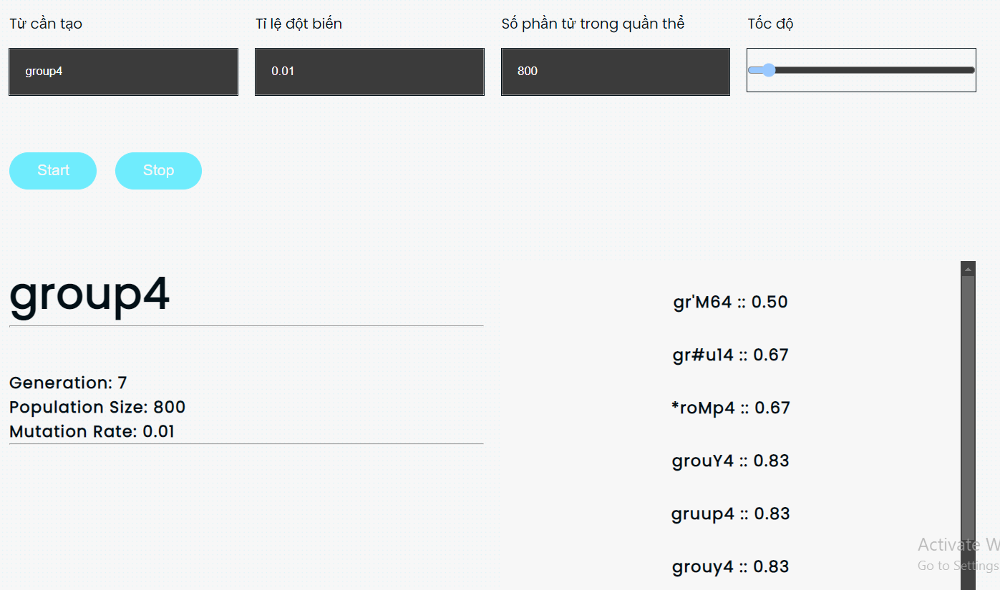 Từ cần tạo
Tỉ lệ đột biến
Số phần tử trong quần thể
Tốc độ
group4
0.01
800
Start
Stop
group4
Generation: 7
Population Size: 800
Mutation Rate: 0.01
gr'M64 :: 0.50
gr#u14 :: 0.67
*roMp4 :: 0.67
grouY4 :: 0.83
gruup4 :: 0.83
grouy4 :: 0.83
Activate W
Go to Settings